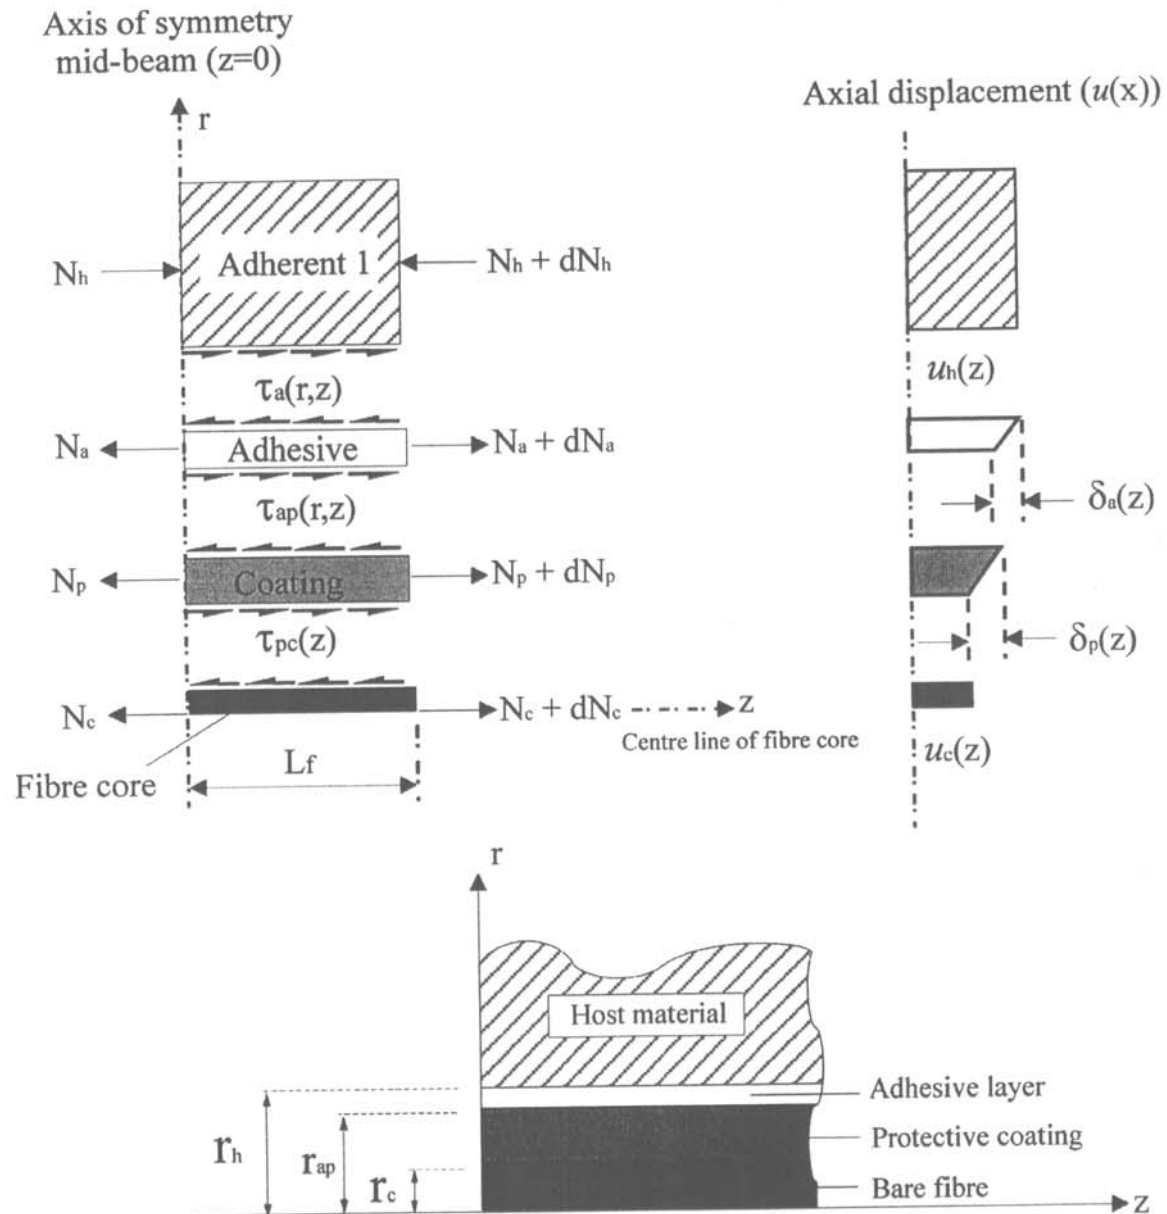 Axis of symmetry
mid-beam (z=0)
r
Axial displacement (u(x))
Nh
Adherent 1
Nh + dNh
τa(r,z)
uh(z)
Na
Adhesive
Na + dNa
τap(r,z)
δa(z)
Np
Coating
Np + dNp
τpc(z)
δp(z)
Nc
Nc + dNc
z
Centre line of fibre core
uc(z)
Fibre core
Lf
r
Host material
Adhesive layer
Protective coating
Bare fibre
rh
rap
rc
z